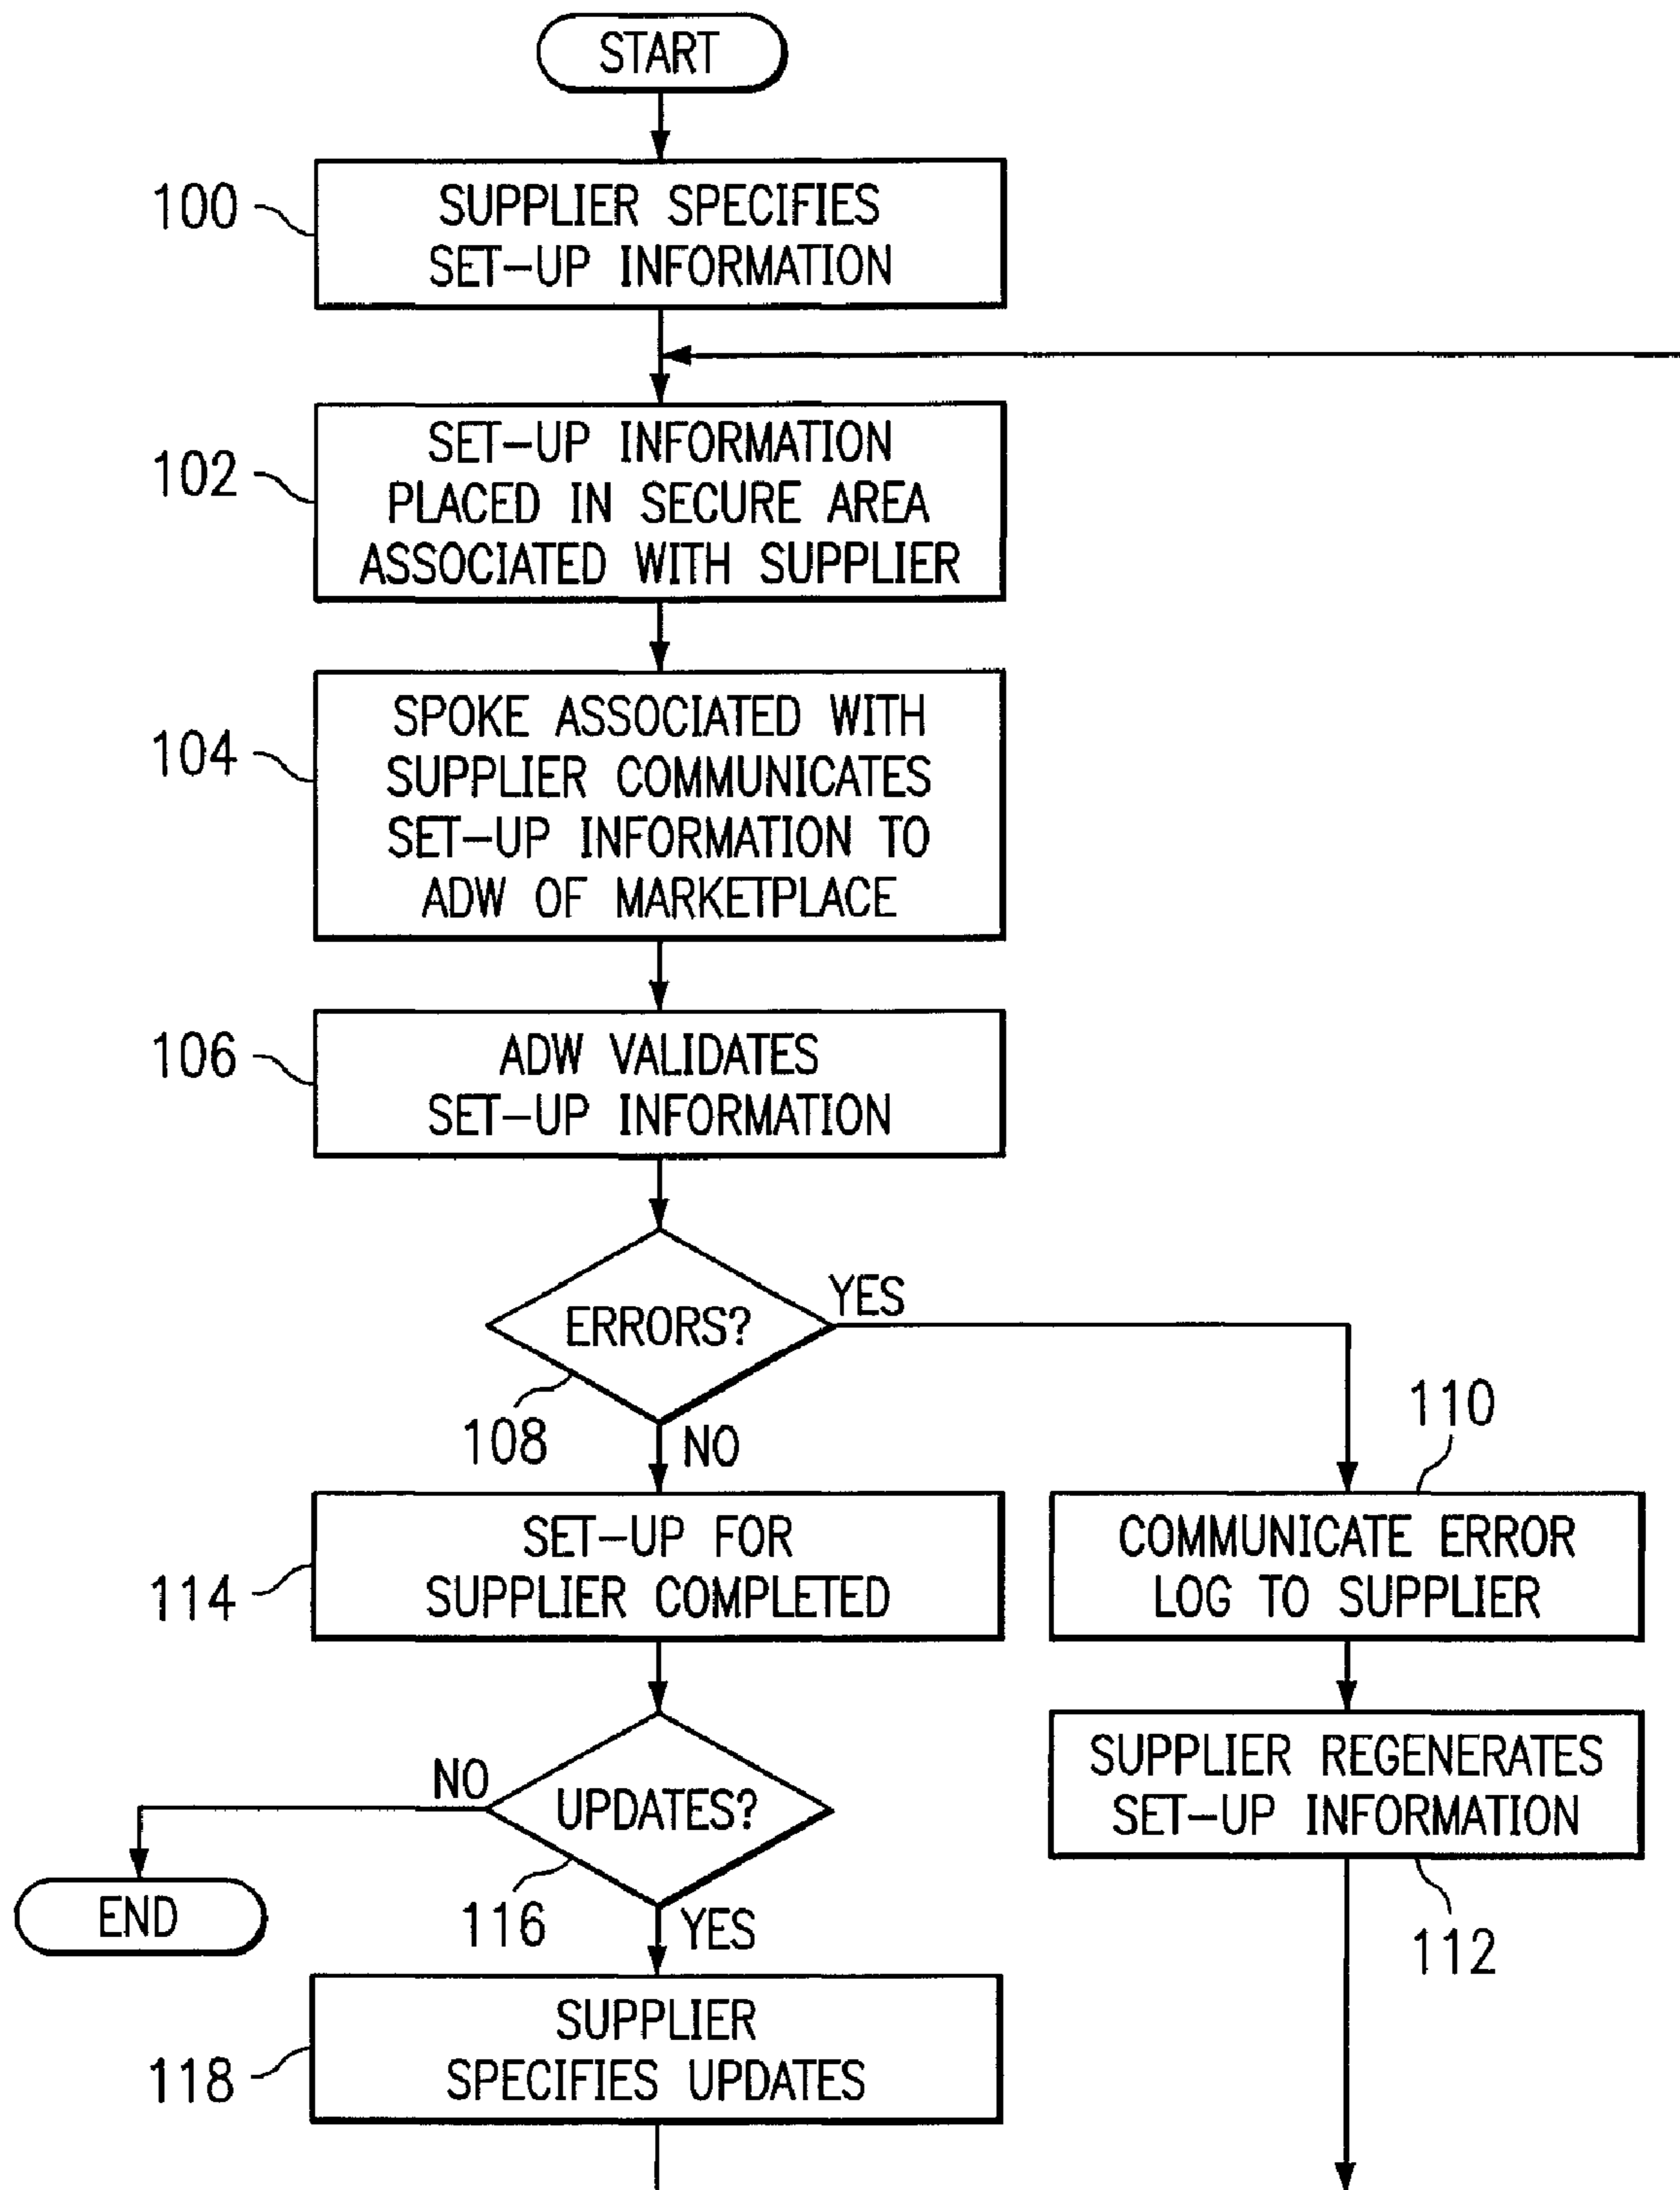 START
100
SUPPLIER SPECIFIES
SET-UP INFORMATION
102
SET-UP INFORMATION
PLACED IN SECURE AREA
ASSOCIATED WITH SUPPLIER
104
SPOKE ASSOCIATED WITH
SUPPLIER COMMUNICATES
SET-UP INFORMATION TO
ADW OF MARKETPLACE
106
ADW VALIDATES
SET-UP INFORMATION
ERRORS?
YES
108
NO
110
114
SET-UP FOR
SUPPLIER COMPLETED
COMMUNICATE ERROR
LOG TO SUPPLIER
SUPPLIER REGENERATES
SET-UP INFORMATION
112
NO
UPDATES?
116
YES
END
118
SUPPLIER
SPECIFIES UPDATES